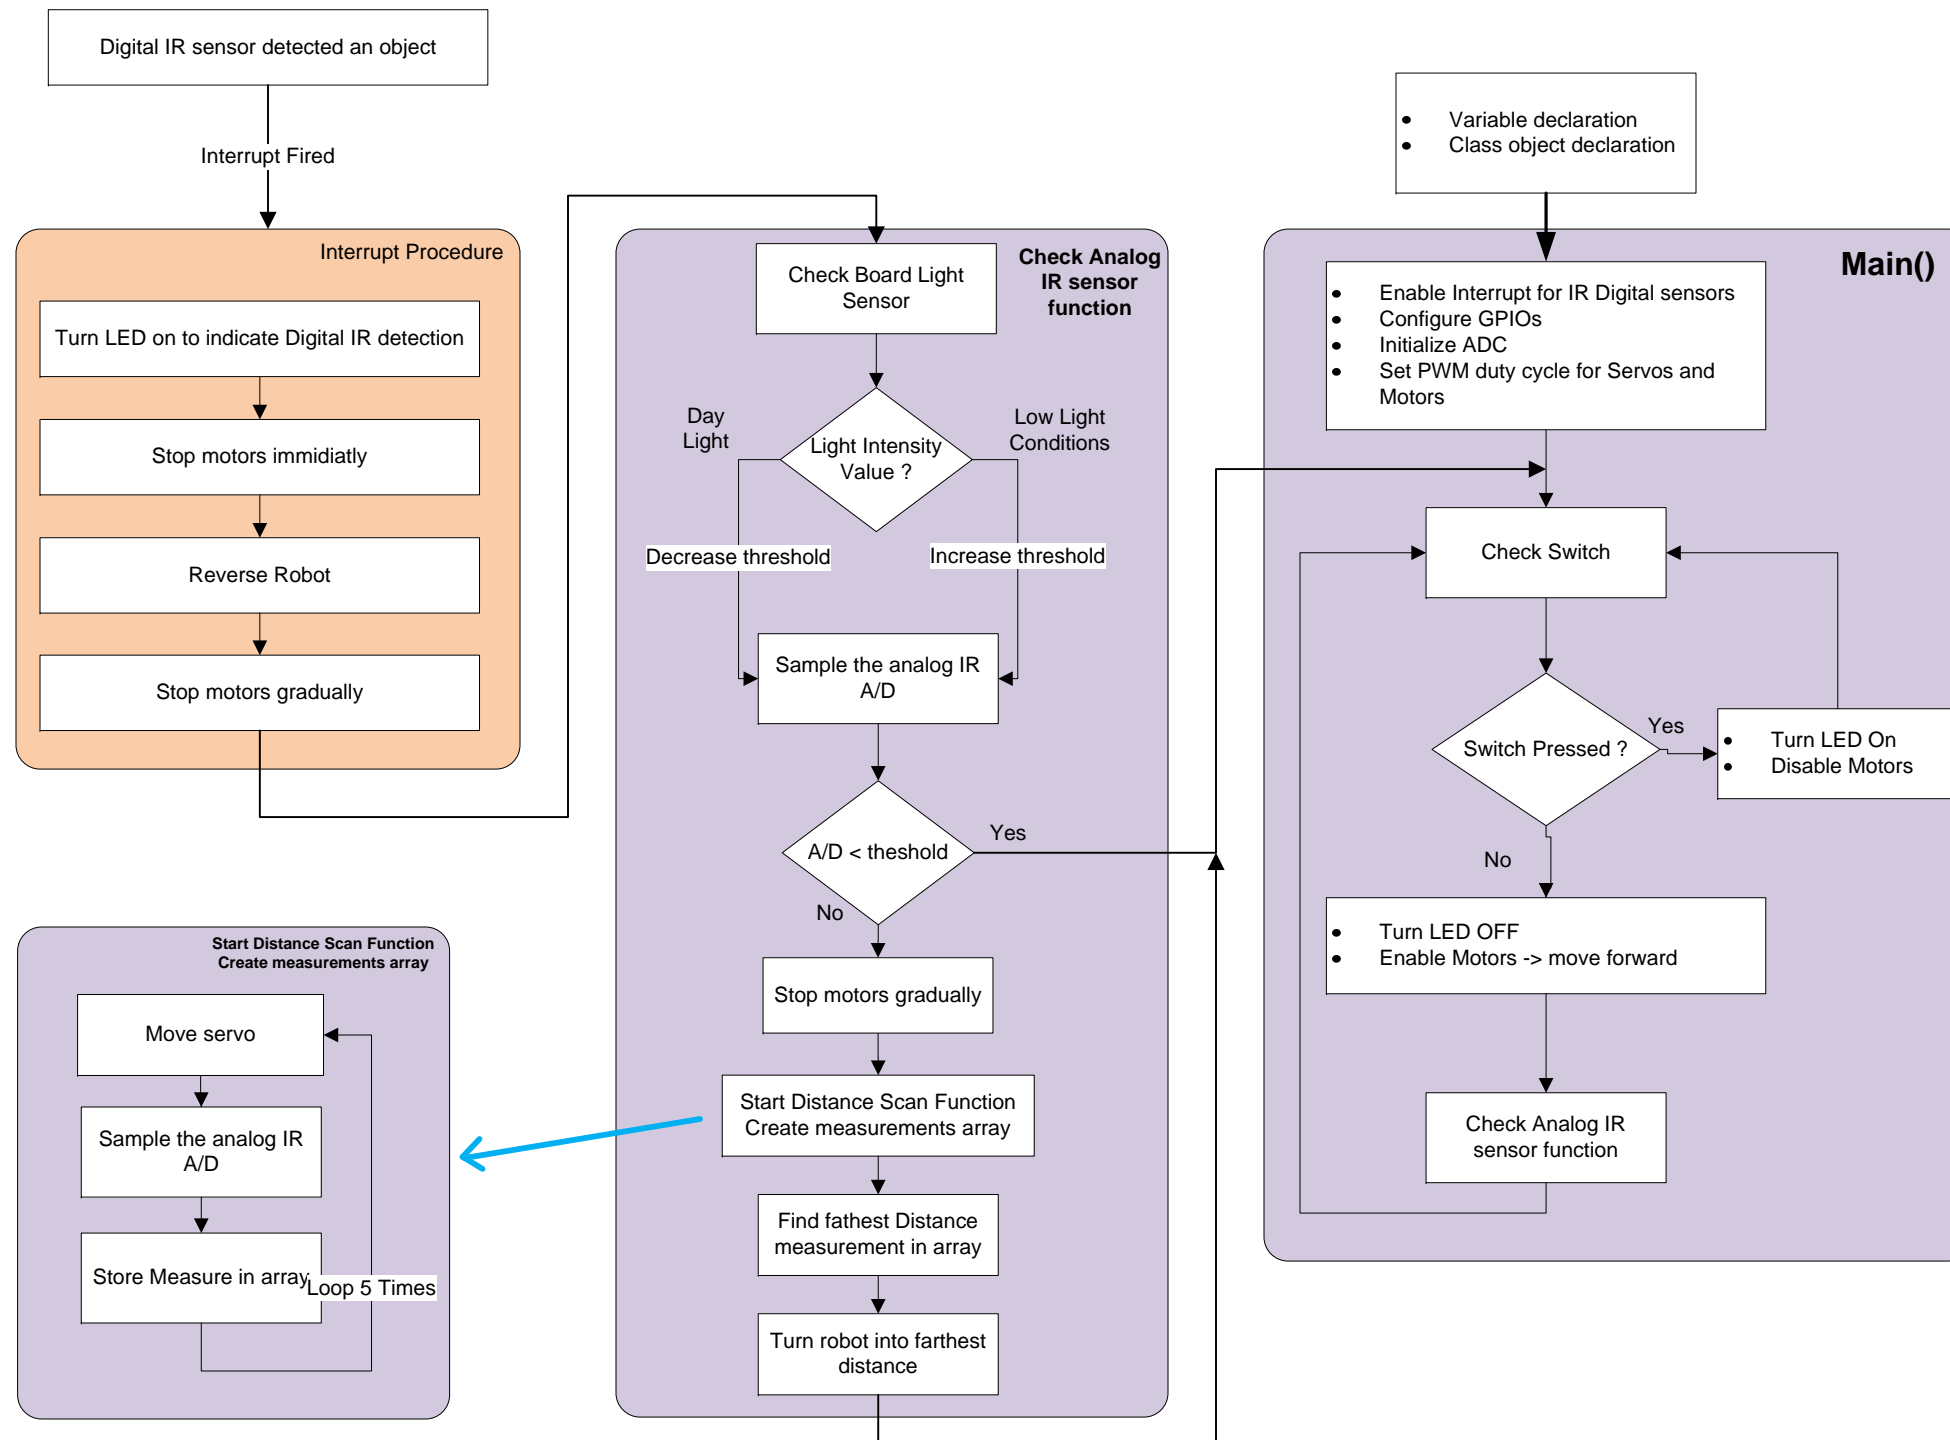 Digital IR sensor detected an object
Interrupt Fired
Interrupt Procedure
Turn LED on to indicate Digital IR detection
Stop motors immidiatly
Reverse Robot
Stop motors gradually
Start Distance Scan Function
Create measurements array
Move servo
Sample the analog IR
A/D
Store Measure in array
Loop 5 Times
Check Analog
IR sensor
function
Check Board Light
Sensor
Day
Light
Low Light
Conditions
Light Intensity
Value ?
Decrease threshold
Increase threshold
Sample the analog IR
A/D
A/D < theshold
Yes
No
Stop motors gradually
Start Distance Scan Function
Create measurements array
Find fathest Distance
measurement in array
Turn robot into farthest
distance
• Variable declaration
• Class object declaration
Main()
• Enable Interrupt for IR Digital sensors
• Configure GPIOs
• Initialize ADC
• Set PWM duty cycle for Servos and
Motors
Check Switch
Switch Pressed ?
Yes
• Turn LED On
• Disable Motors
No
• Turn LED OFF
• Enable Motors -> move forward
Check Analog IR
sensor function